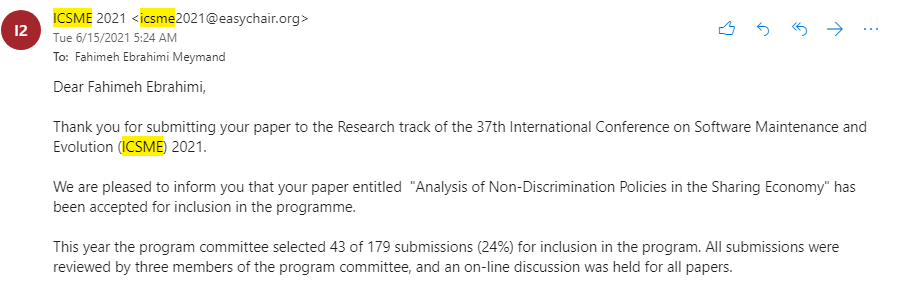 I2
ICSME 2021 <icsme2021@easychair.org>
Tue 6/15/2021 5:24 AM
To: Fahimeh Ebrahimi Meymand
Dear Fahimeh Ebrahimi,
Thank you for submitting your paper to the Research track of the 37th International Conference on Software Maintenance and
Evolution (ICSME) 2021.
We are pleased to inform you that your paper entitled  "Analysis of Non-Discrimination Policies in the Sharing Economy" has
been accepted for inclusion in the programme.
This year the program committee selected 43 of 179 submissions (24%) for inclusion in the program. All submissions were
reviewed by three members of the program committee, and an on-line discussion was held for all papers.